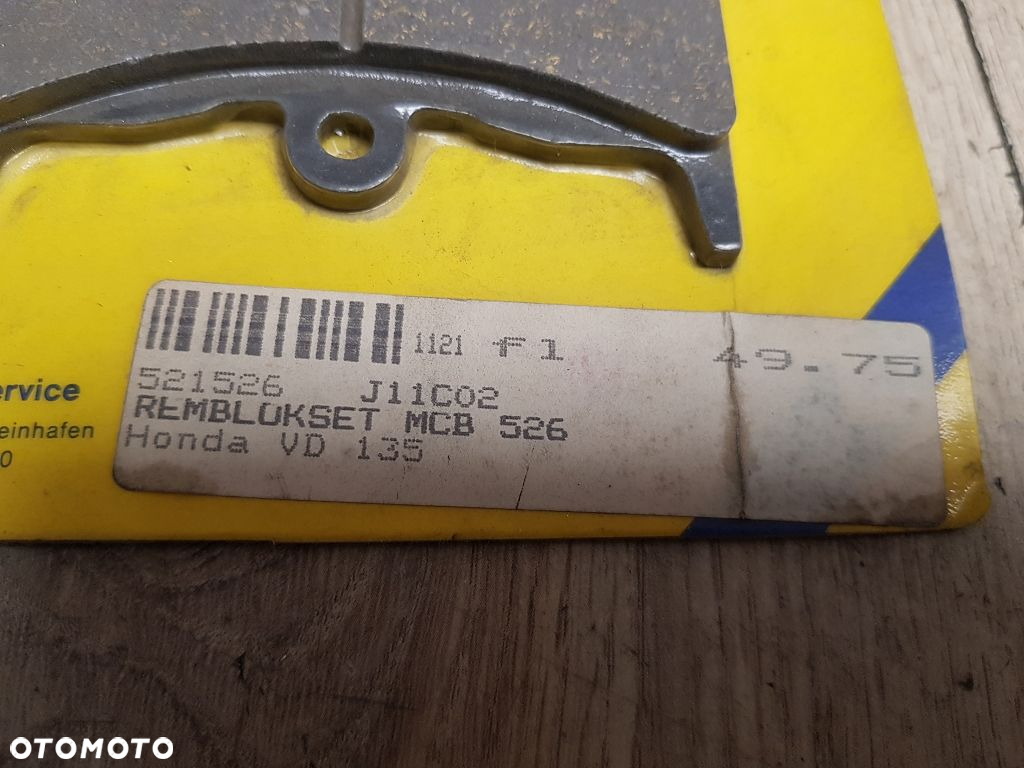 1121 f1 49.75
521526 J11C02
REMBLOKSET MCB 526
Honda VD 135
ervice
einhafen
0
OTOMOTO